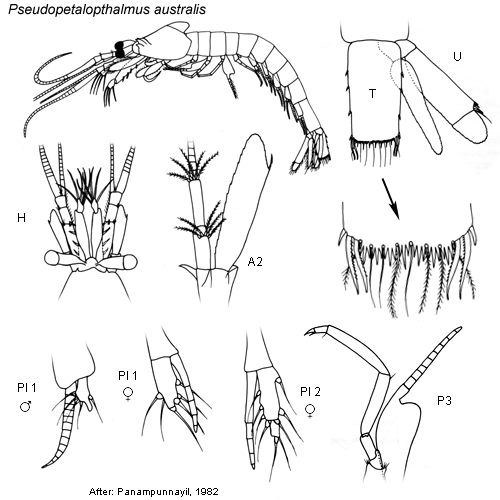 Pseudopetalopthalmus australis
U
T
H
A2
Pl 1
♂
Pl 1
♀
Pl 2
♀
P3
After: Panampunnayil, 1982